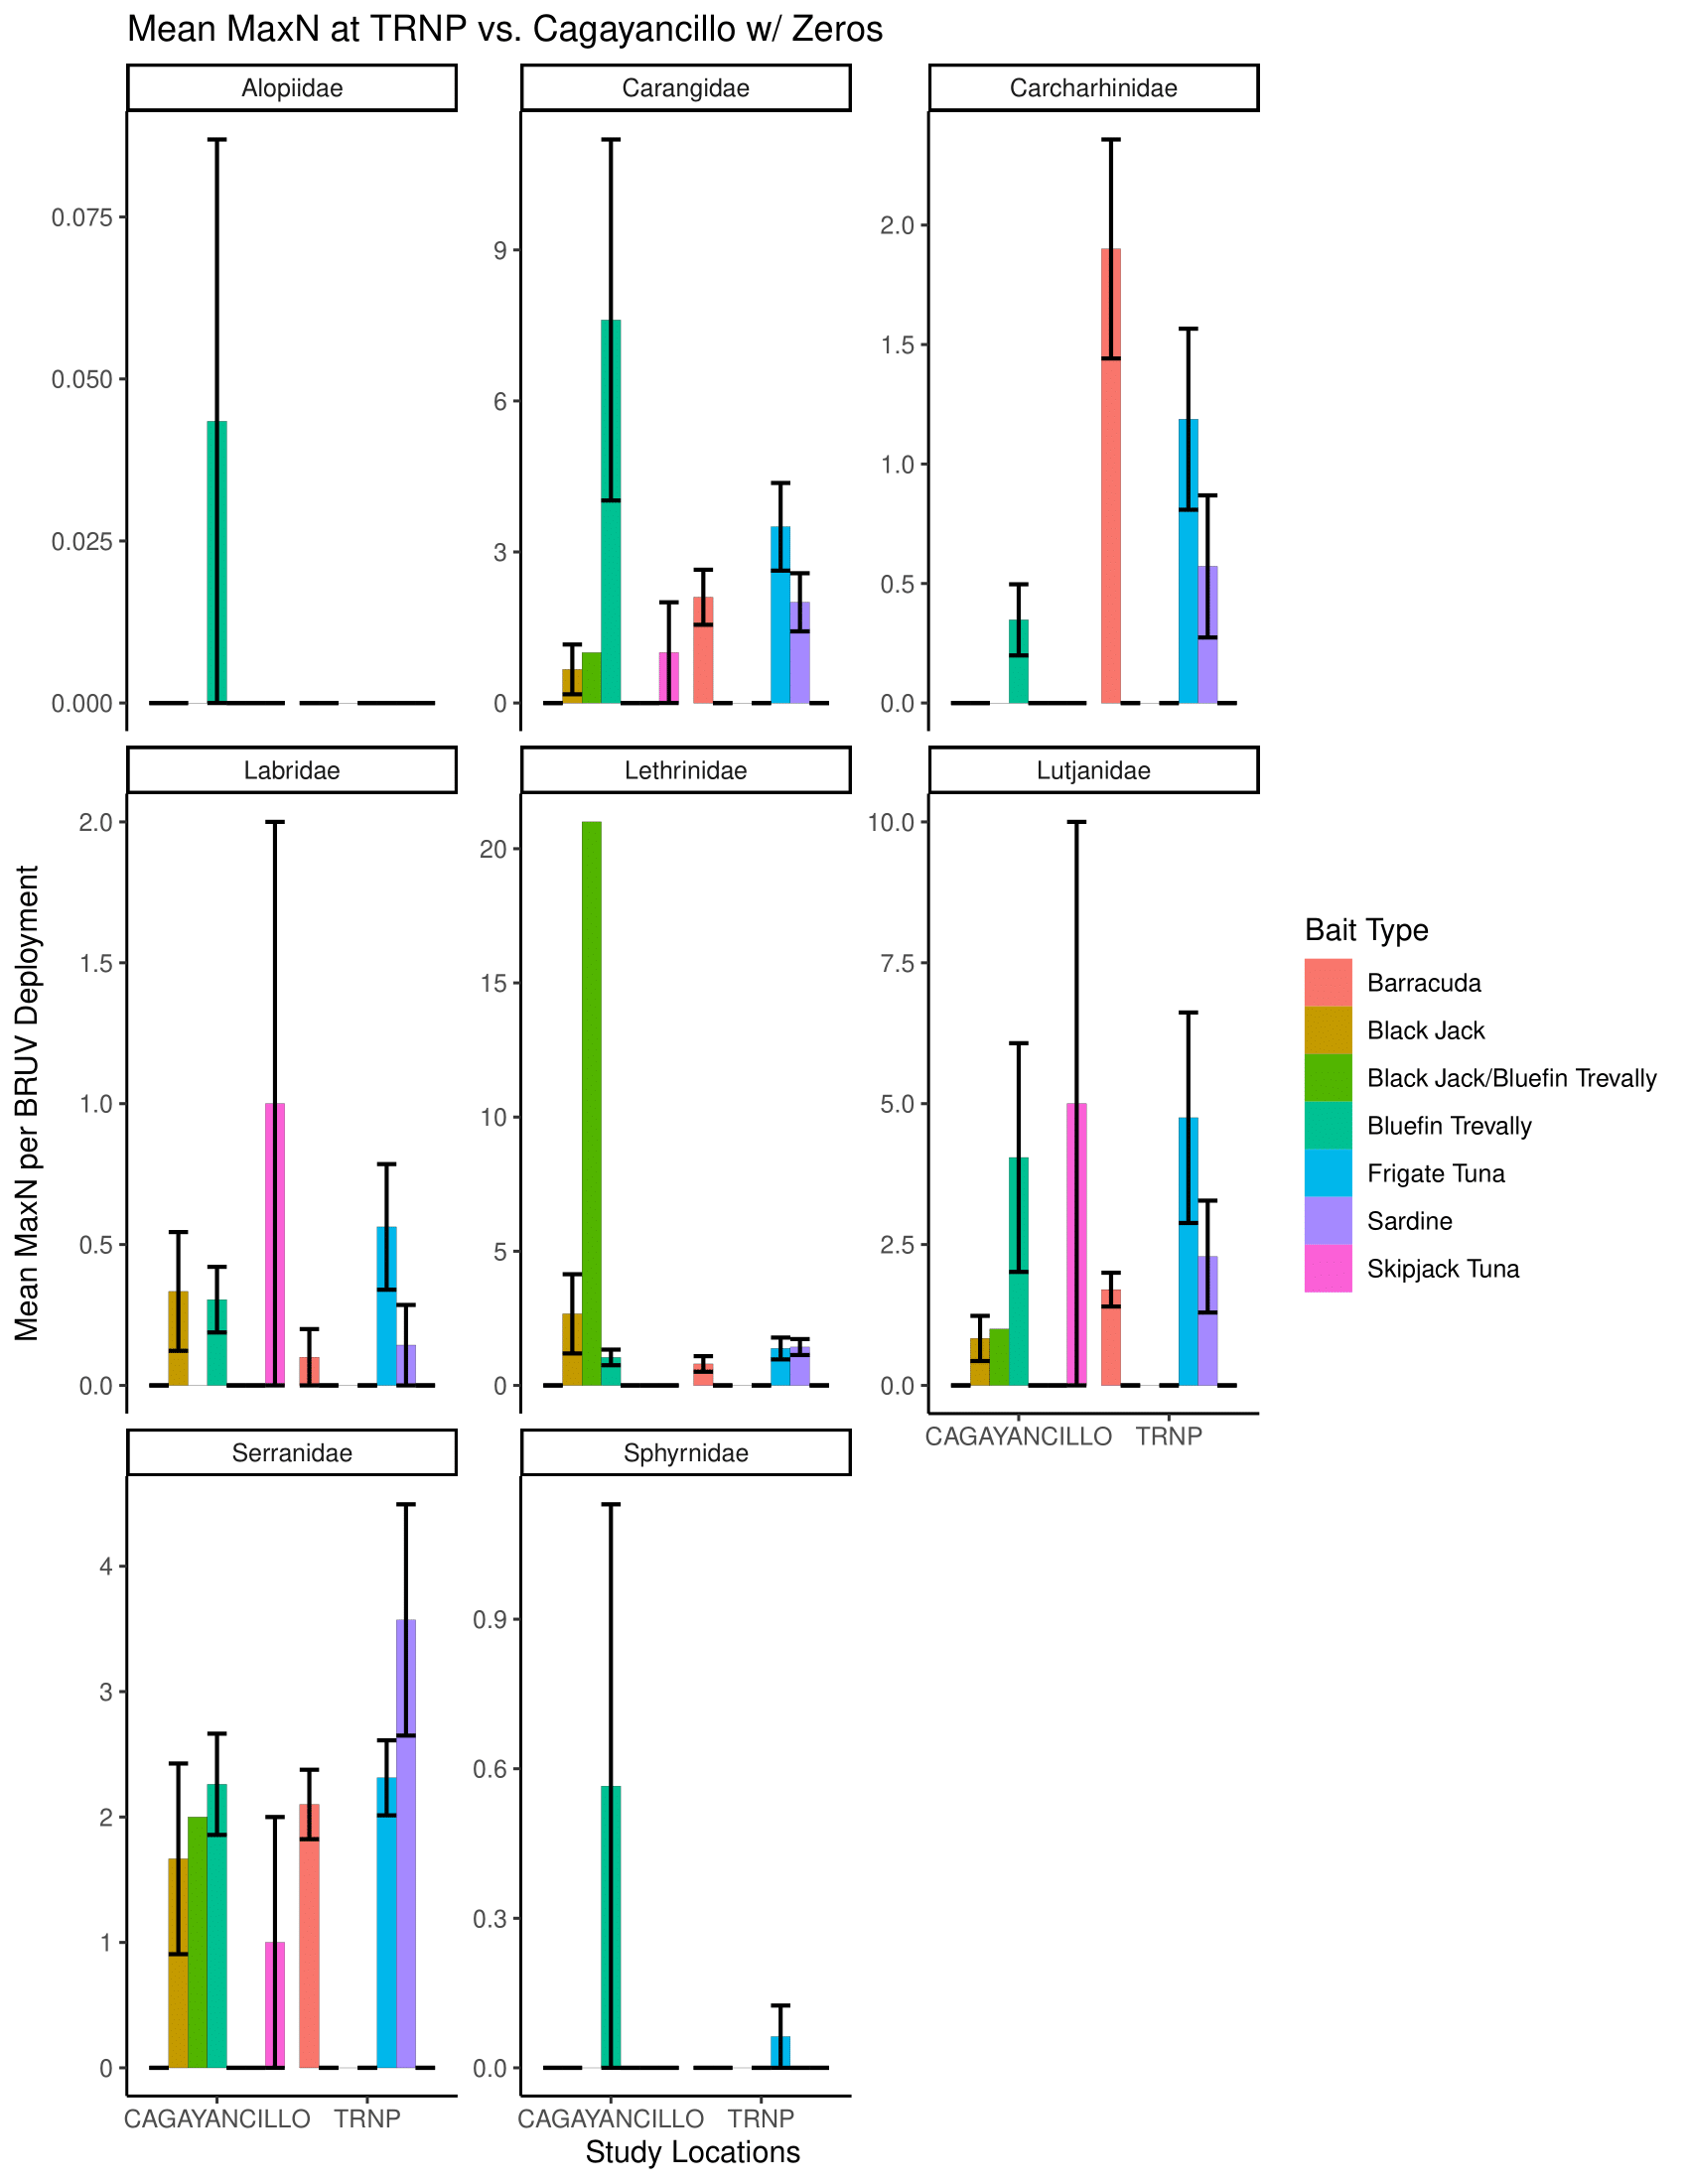 Mean MaxN at TRNP vs. Cagayancillo w/ Zeros
Alopiidae
Carangidae
Carcharhinidae
0.075
0.050
0.025
0.000
9
6
3
0
2.0
1.5
1.0
0.5
0.0
Labridae
Lethrinidae
Lutjanidae
2.0
1.5
1.0
0.5
0.0
20
15
10
5
0
10.0
7.5
5.0
2.5
0.0
CAGAYANCILLO
TRNP
Serranidae
Sphyrnidae
4
3
2
1
0
0.9
0.6
0.3
0.0
CAGAYANCILLO
TRNP
CAGAYANCILLO
TRNP
Study Locations
Mean MaxN per BRUV Deployment
Bait Type
Barracuda
Black Jack
Black Jack/Bluefin Trevally
Bluefin Trevally
Frigate Tuna
Sardine
Skipjack Tuna